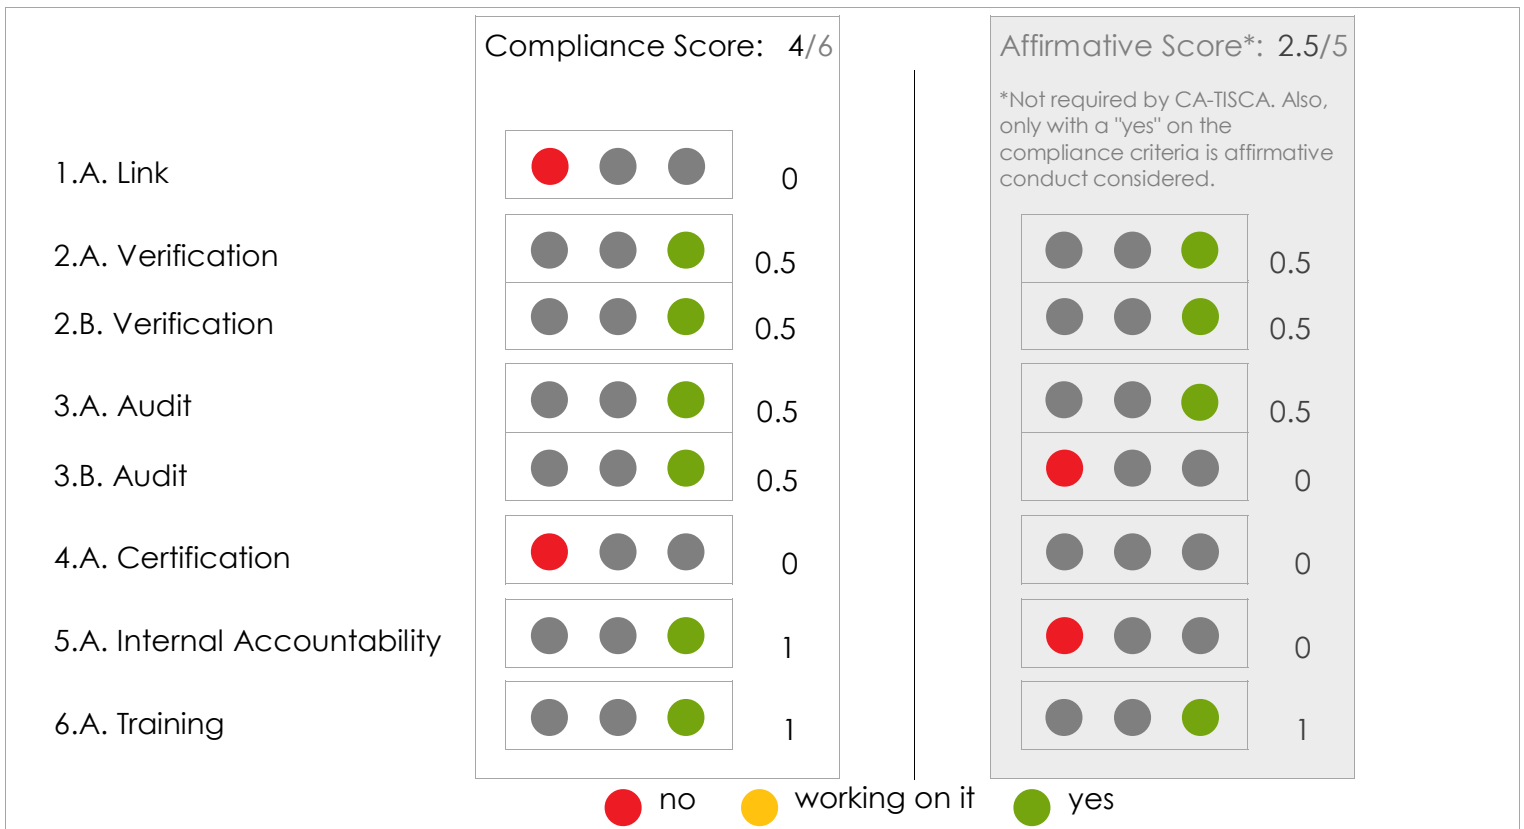 Compliance Score: 4/6
Affirmative Score*: 2.5/5
*Not required by CA-TISCA. Also,
only with a "yes" on the
compliance criteria is affirmative
conduct considered.
1.A. Link 0
2.A. Verification 0.5 0.5
2.B. Verification 0.5 0.5
3.A. Audit 0.5 0.5
3.B. Audit 0.5 0
4.A. Certification 0 0
5.A. Internal Accountability 1 0
6.A. Training 1 1
no working on it yes